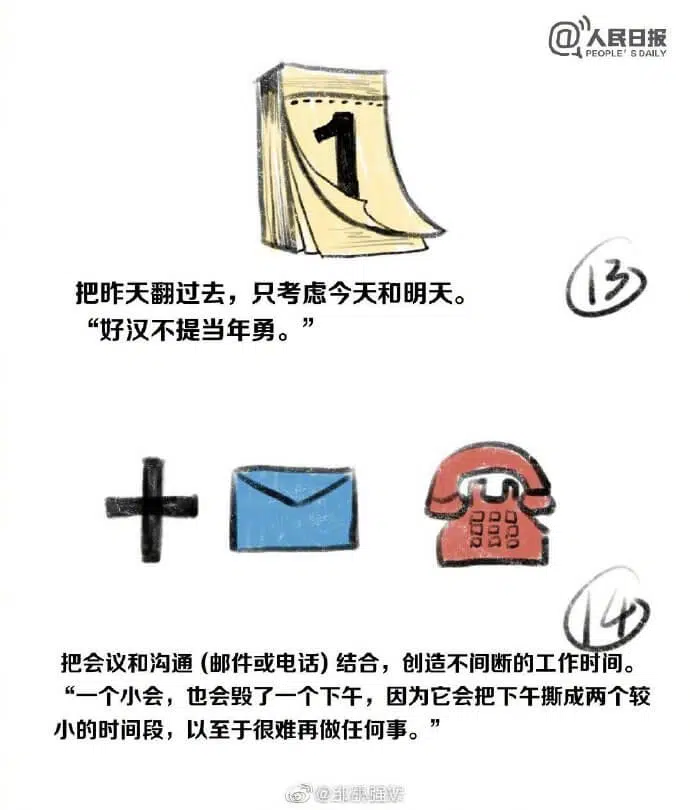 @人民日报
PEOPLE'S DAILY
1
把昨天翻过去，只考虑今天和明天。
13
“好汉不提当年勇。”
14
把会议和沟通（邮件或电话）结合，创造不间断的工作时间。
“一个小会，也会毁了一个下午，因为它会把下午撕成两个较
小的时间段，以至于很难再做任何事。”